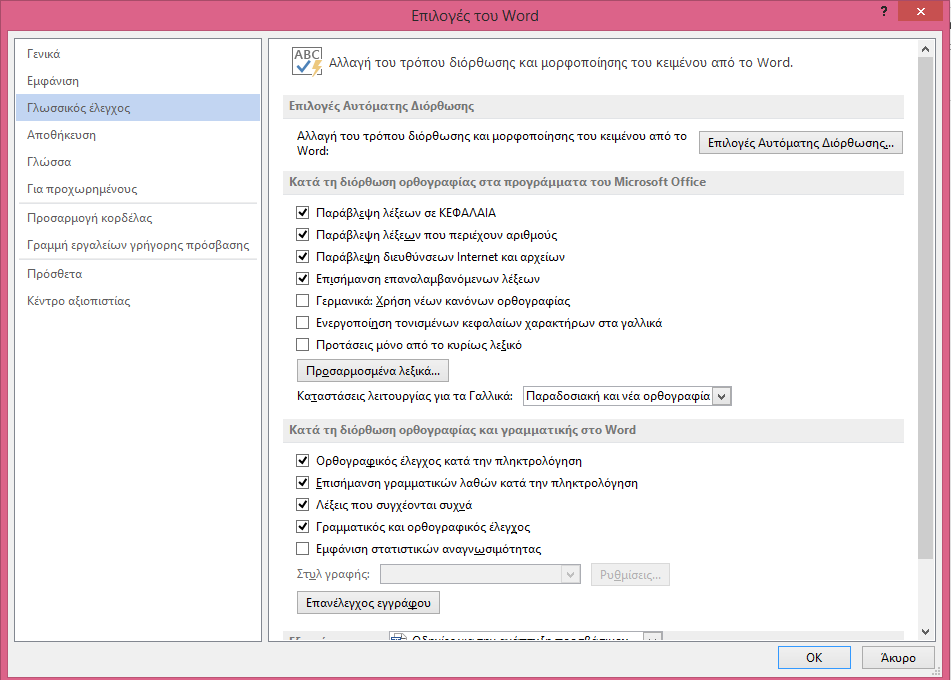 Επιλογές του Word
?
Γενικά
Εμφάνιση
Γλωσσικός έλεγχος
Αποθήκευση
Γλώσσα
Για προχωρημένους
Προσαρμογή κορδέλας
Γραμμή εργαλείων γρήγορης πρόσβασης
Πρόσθετα
Κέντρο αξιοπιστίας
ABC
Αλλαγή του τρόπου διόρθωσης και μορφοποίησης του κειμένου από το Word.
Επιλογές Αυτόματης Διόρθωσης
Αλλαγή του τρόπου διόρθωσης και μορφοποίησης του κειμένου από το
Word:
Επιλογές Αυτόματης Διόρθωσης...
Κατά τη διόρθωση ορθογραφίας στα προγράμματα του Microsoft Office
Παράβλεψη λέξεων σε ΚΕΦΑΛΑΙΑ
Παράβλεψη λέξεων που περιέχουν αριθμούς
Παράβλεψη διευθύνσεων Internet και αρχείων
Επισήμανση επαναλαμβανόμενων λέξεων
Γερμανικά: Χρήση νέων κανόνων ορθογραφίας
Ενεργοποίηση τονισμένων κεφαλαίων χαρακτήρων στα γαλλικά
Προτάσεις μόνο από το κυρίως λεξικό
Προσαρμοσμένα λεξικά...
Καταστάσεις λειτουργίας για τα Γαλλικά:
Παραδοσιακή και νέα ορθογραφία
Κατά τη διόρθωση ορθογραφίας και γραμματικής στο Word
Ορθογραφικός έλεγχος κατά την πληκτρολόγηση
Επισήμανση γραμματικών λαθών κατά την πληκτρολόγηση
Λέξεις που συγχέονται συχνά
Γραμματικός και ορθογραφικός έλεγχος
Εμφάνιση στατιστικών αναγνωσιμότητας
Στυλ γραφής:
Ρυθμίσεις...
Επανέλεγχος εγγράφου
OK
Άκυρο